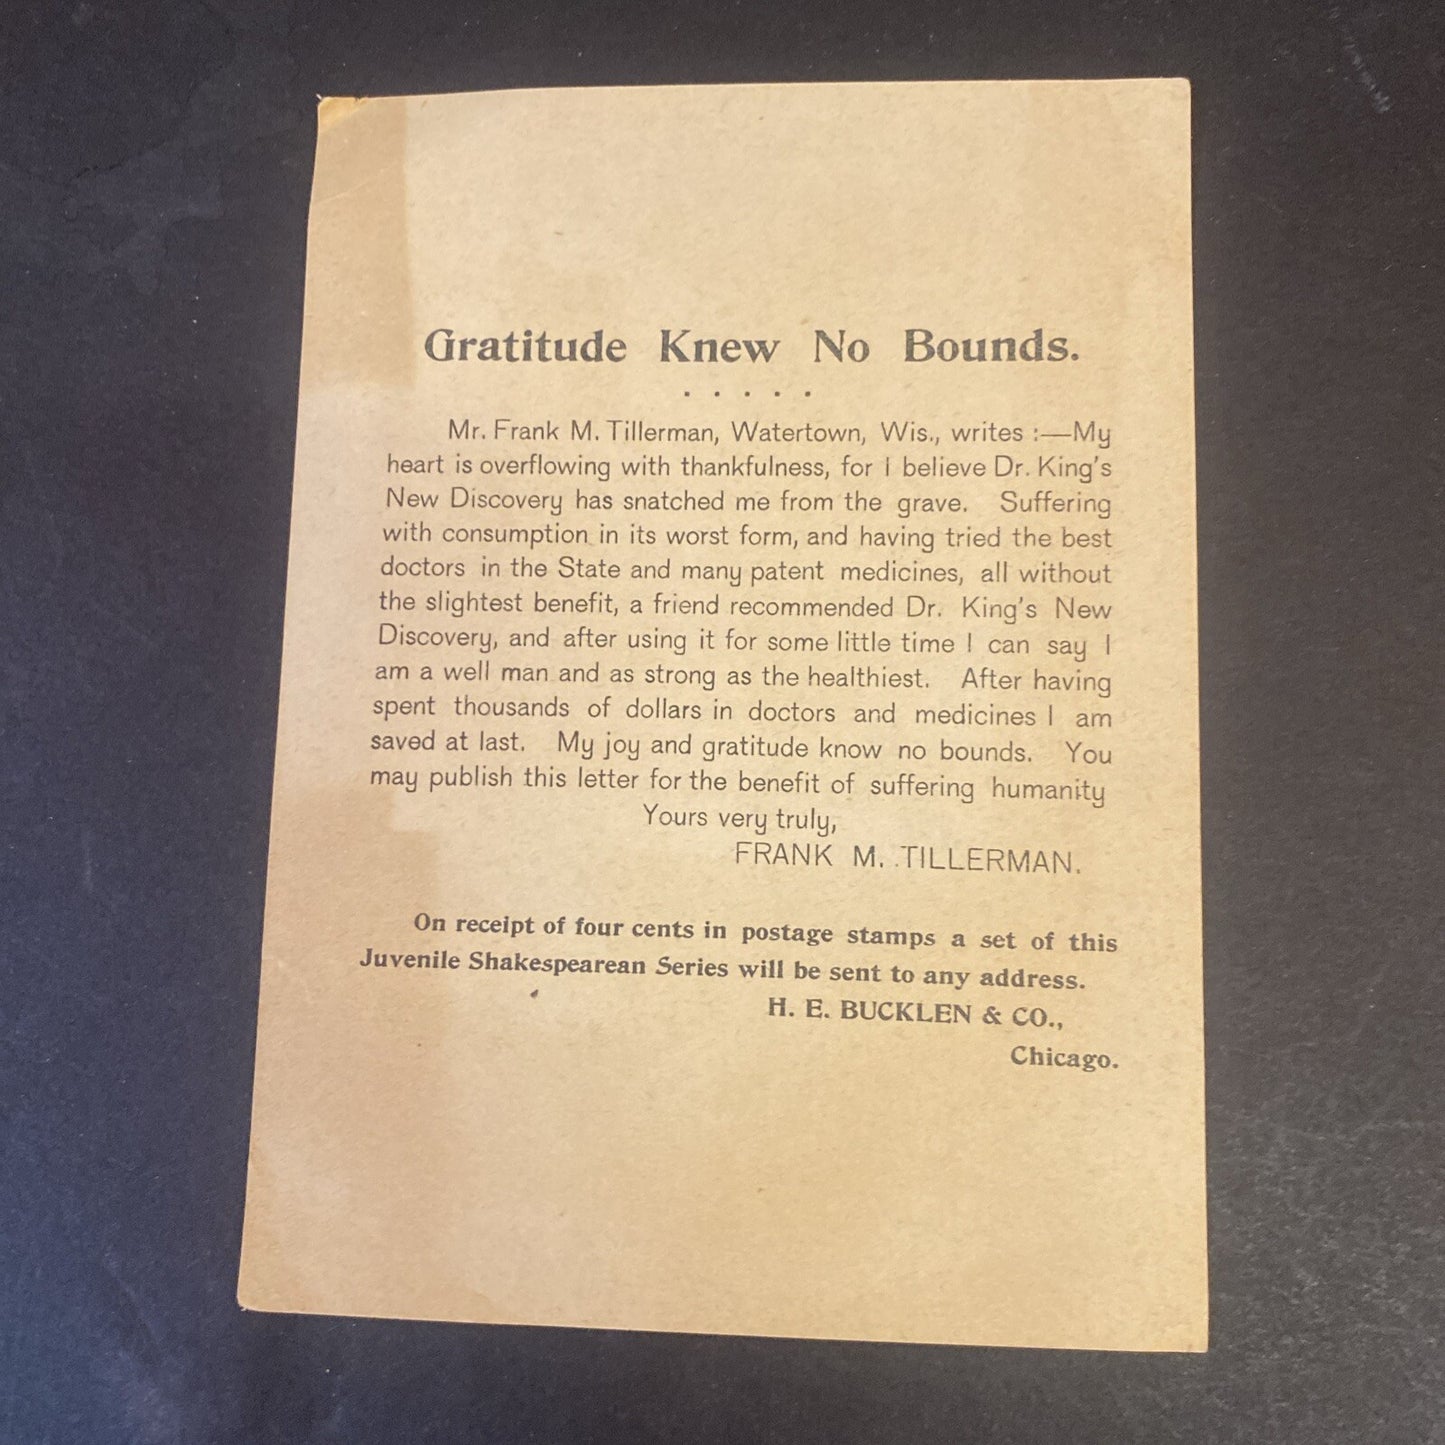 Gratitude Knew No Bounds.
. . . . .
Mr. Frank M. Tillerman, Watertown, Wis., writes :—My
heart is overflowing with thankfulness, for I believe Dr. King's
New Discovery has snatched me from the grave. Suffering
with consumption in its worst form, and having tried the best
doctors in the State and many patent medicines, all without
the slightest benefit, a friend recommended Dr. King's New
Discovery, and after using it for some little time I can say I
am a well man and as strong as the healthiest. After having
spent thousands of dollars in doctors and medicines I am
saved at last. My joy and gratitude know no bounds. You
may publish this letter for the benefit of suffering humanity
Yours very truly,
FRANK M. TILLERMAN.
On receipt of four cents in postage stamps a set of this
Juvenile Shakespearean Series will be sent to any address.
H. E. BUCKLEN & CO.,
Chicago.